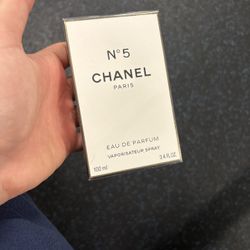 N°5
CHANEL
PARIS
EAU DE PARFUM
VAPORISATEUR SPRAY
100 ml 3.4 FL.OZ.